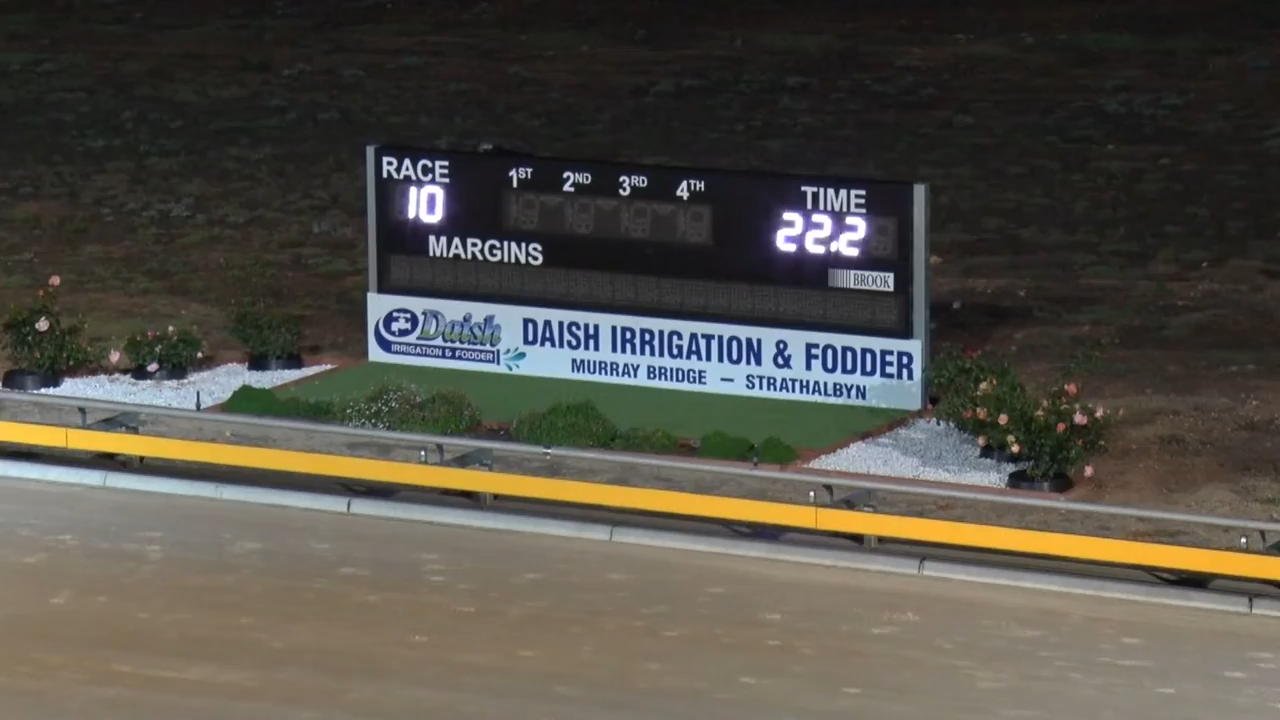 RACE 1ST 2ND 3RD 4TH TIME
10 22.2
MARGINS
BROOK
Daish
IRRIGATION & FODDER
DAISH IRRIGATION & FODDER
MURRAY BRIDGE – STRATHALBYN